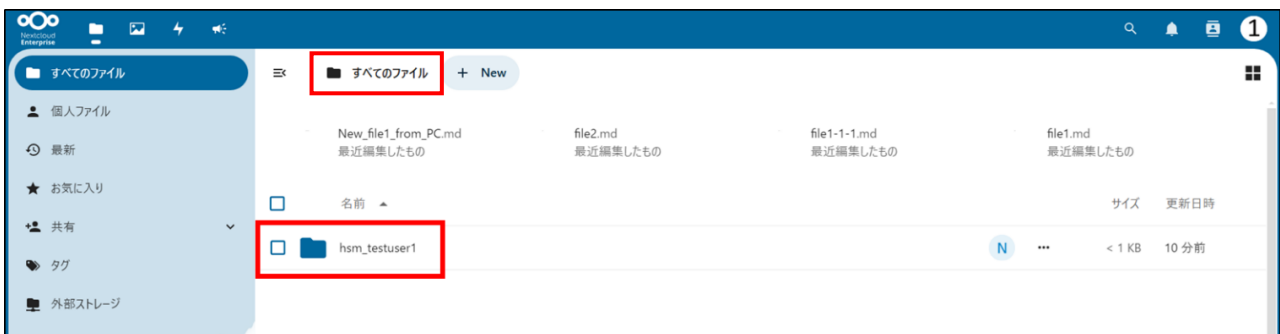 Nextcloud
Enterprise
1
すべてのファイル
個人ファイル
最新
お気に入り
共有
タグ
外部ストレージ
すべてのファイル
+ New
New_file1_from_PC.md
最近編集したもの
file2.md
最近編集したもの
file1-1-1.md
最近編集したもの
file1.md
最近編集したもの
名前 サイズ 更新日時
hsm_testuser1 N ••• < 1 KB 10 分前